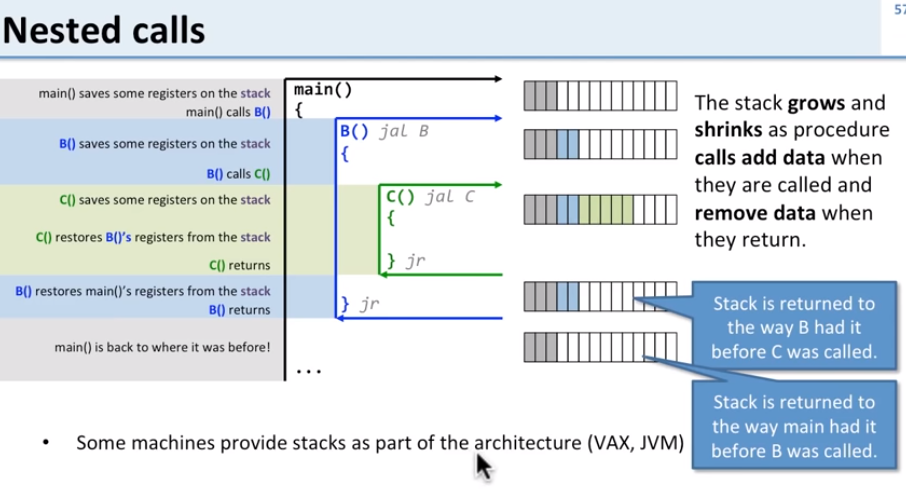 57
Nested calls
main() saves some registers on the stack
main() calls B()
B() saves some registers on the stack
B() calls C()
C() saves some registers on the stack
C() restores B()'s registers from the stack
C() returns
B() restores main()'s registers from the stack
B() returns
main() is back to where it was before!
main()
{
B() jal B
{
C() jal C
{
} jr
} jr
...
The stack grows and
shrinks as procedure
calls add data when
they are called and
remove data when
they return.
Stack is returned to
the way B had it
before C was called.
Stack is returned to
the way main had it
before B was called.
• Some machines provide stacks as part of the architecture (VAX, JVM)